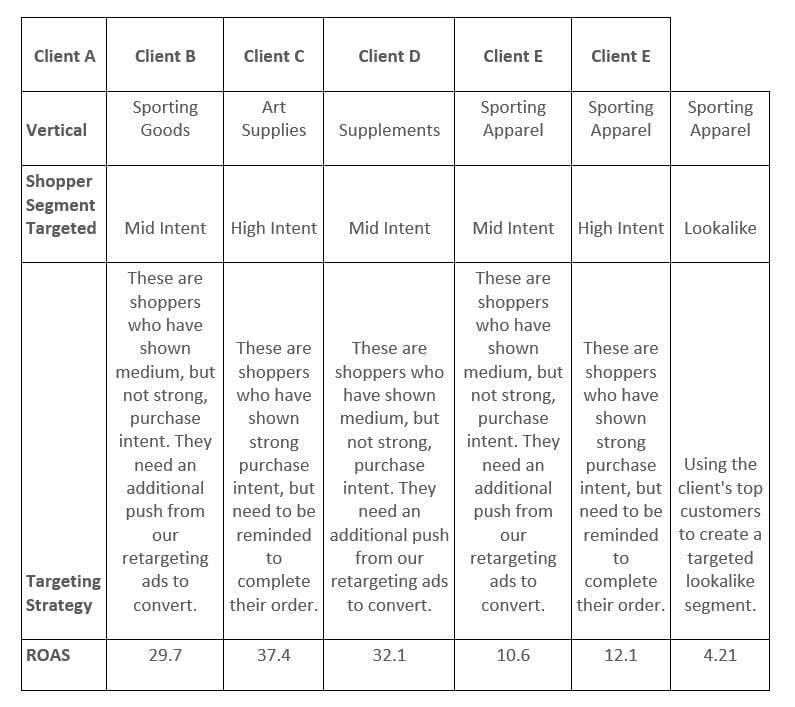 Client A Client B Client C Client D Client E Client E
Vertical
Sporting
Goods
Art
Supplies
Supplements
Sporting
Apparel
Sporting
Apparel
Sporting
Apparel
Shopper
Segment
Targeted
Mid Intent
High Intent
Mid Intent
Mid Intent
High Intent
Lookalike
Targeting
Strategy
These are
shoppers
who have
shown
medium, but
not strong,
purchase
intent. They
need an
additional
push from
our
retargeting
ads to
convert.
These are
shoppers
who have
shown
strong
purchase
intent, but
need to be
reminded
to
complete
their order.
These are
shoppers who
have shown
medium, but
not strong,
purchase
intent. They
need an
additional push
from our
retargeting ads
to convert.
These are
shoppers
who have
shown
medium, but
not strong,
purchase
intent. They
need an
additional
push from
our
retargeting
ads to
convert.
These are
shoppers
who have
shown
strong
purchase
intent, but
need to be
reminded
to
complete
their order.
Using the
client's top
customers
to create a
targeted
lookalike
segment.
ROAS 29.7 37.4 32.1 10.6 12.1 4.21